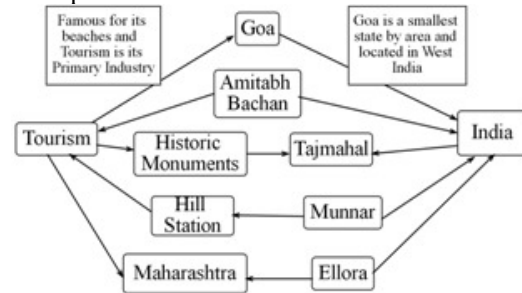 Famous for its
beaches and
Tourism is its
Primary Industry
Goa
Goa is a smallest
state by area and
located in West
India
Amitabh
Bachan
Tourism
India
Historic
Monuments
Tajmahal
Hill
Station
Munnar
Maharashtra
Ellora